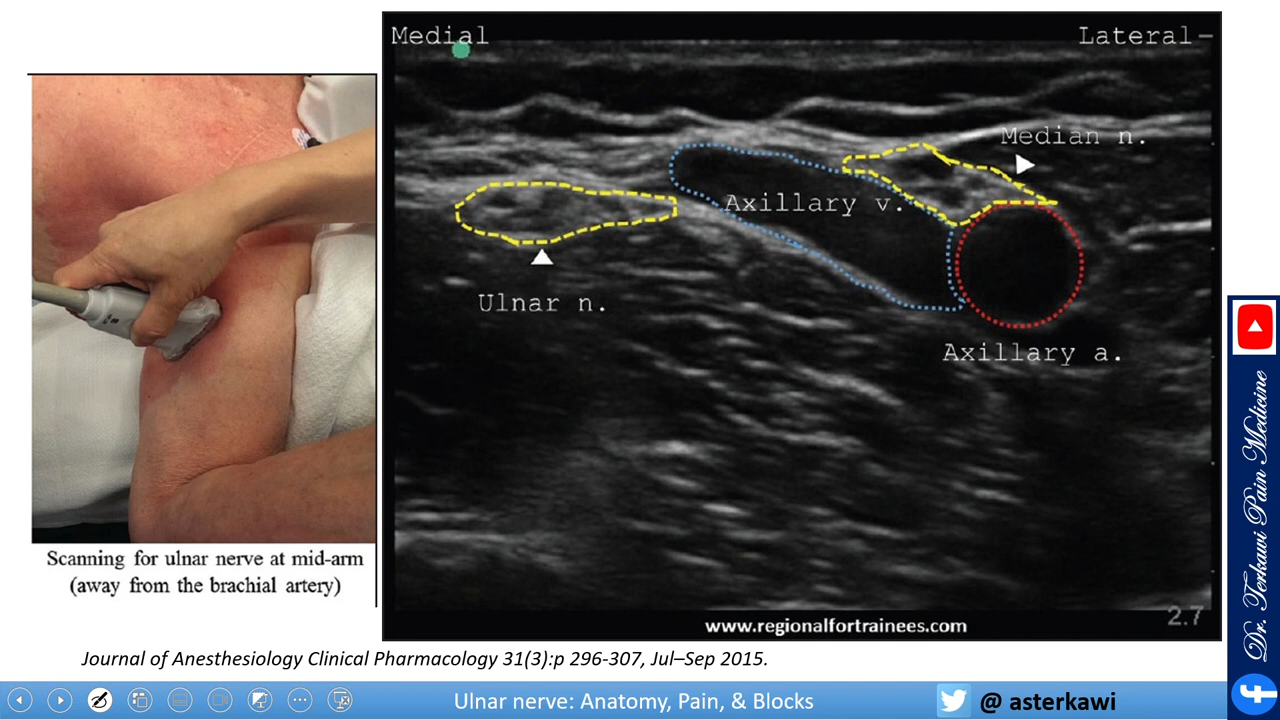 Medial
Lateral
Median n.
Axillary v.
Ulnar n.
Axillary a.
2.7
www.regionalfortrainees.com
Scanning for ulnar nerve at mid-arm
(away from the brachial artery)
Journal of Anesthesiology Clinical Pharmacology 31(3):p 296-307, Jul–Sep 2015.
Ulnar nerve: Anatomy, Pain, & Blocks
@ asterkawi
Dr. Terkawi Pain Medicine